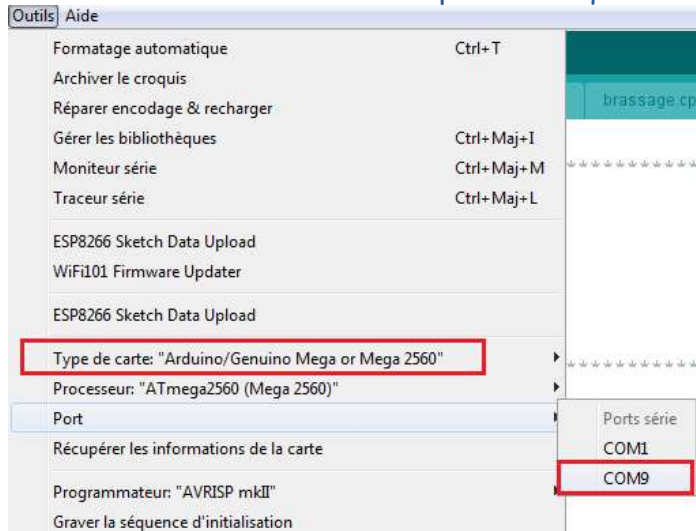 Outils Aide
Formatage automatique Ctrl+T
Archiver le croquis
Réparer encodage & recharger
Gérer les bibliothèques Ctrl+Maj+I
Moniteur série Ctrl+Maj+M
Traceur série Ctrl+Maj+L
ESP8266 Sketch Data Upload
WiFi101 Firmware Updater
ESP8266 Sketch Data Upload
Type de carte: "Arduino/Genuino Mega or Mega 2560"
Processeur: "ATmega2560 (Mega 2560)"
Port
Récupérer les informations de la carte
Programmateur: "AVRISP mkII"
Graver la séquence d'initialisation
brassage.cp
***********
***********
Ports série
COM1
COM9